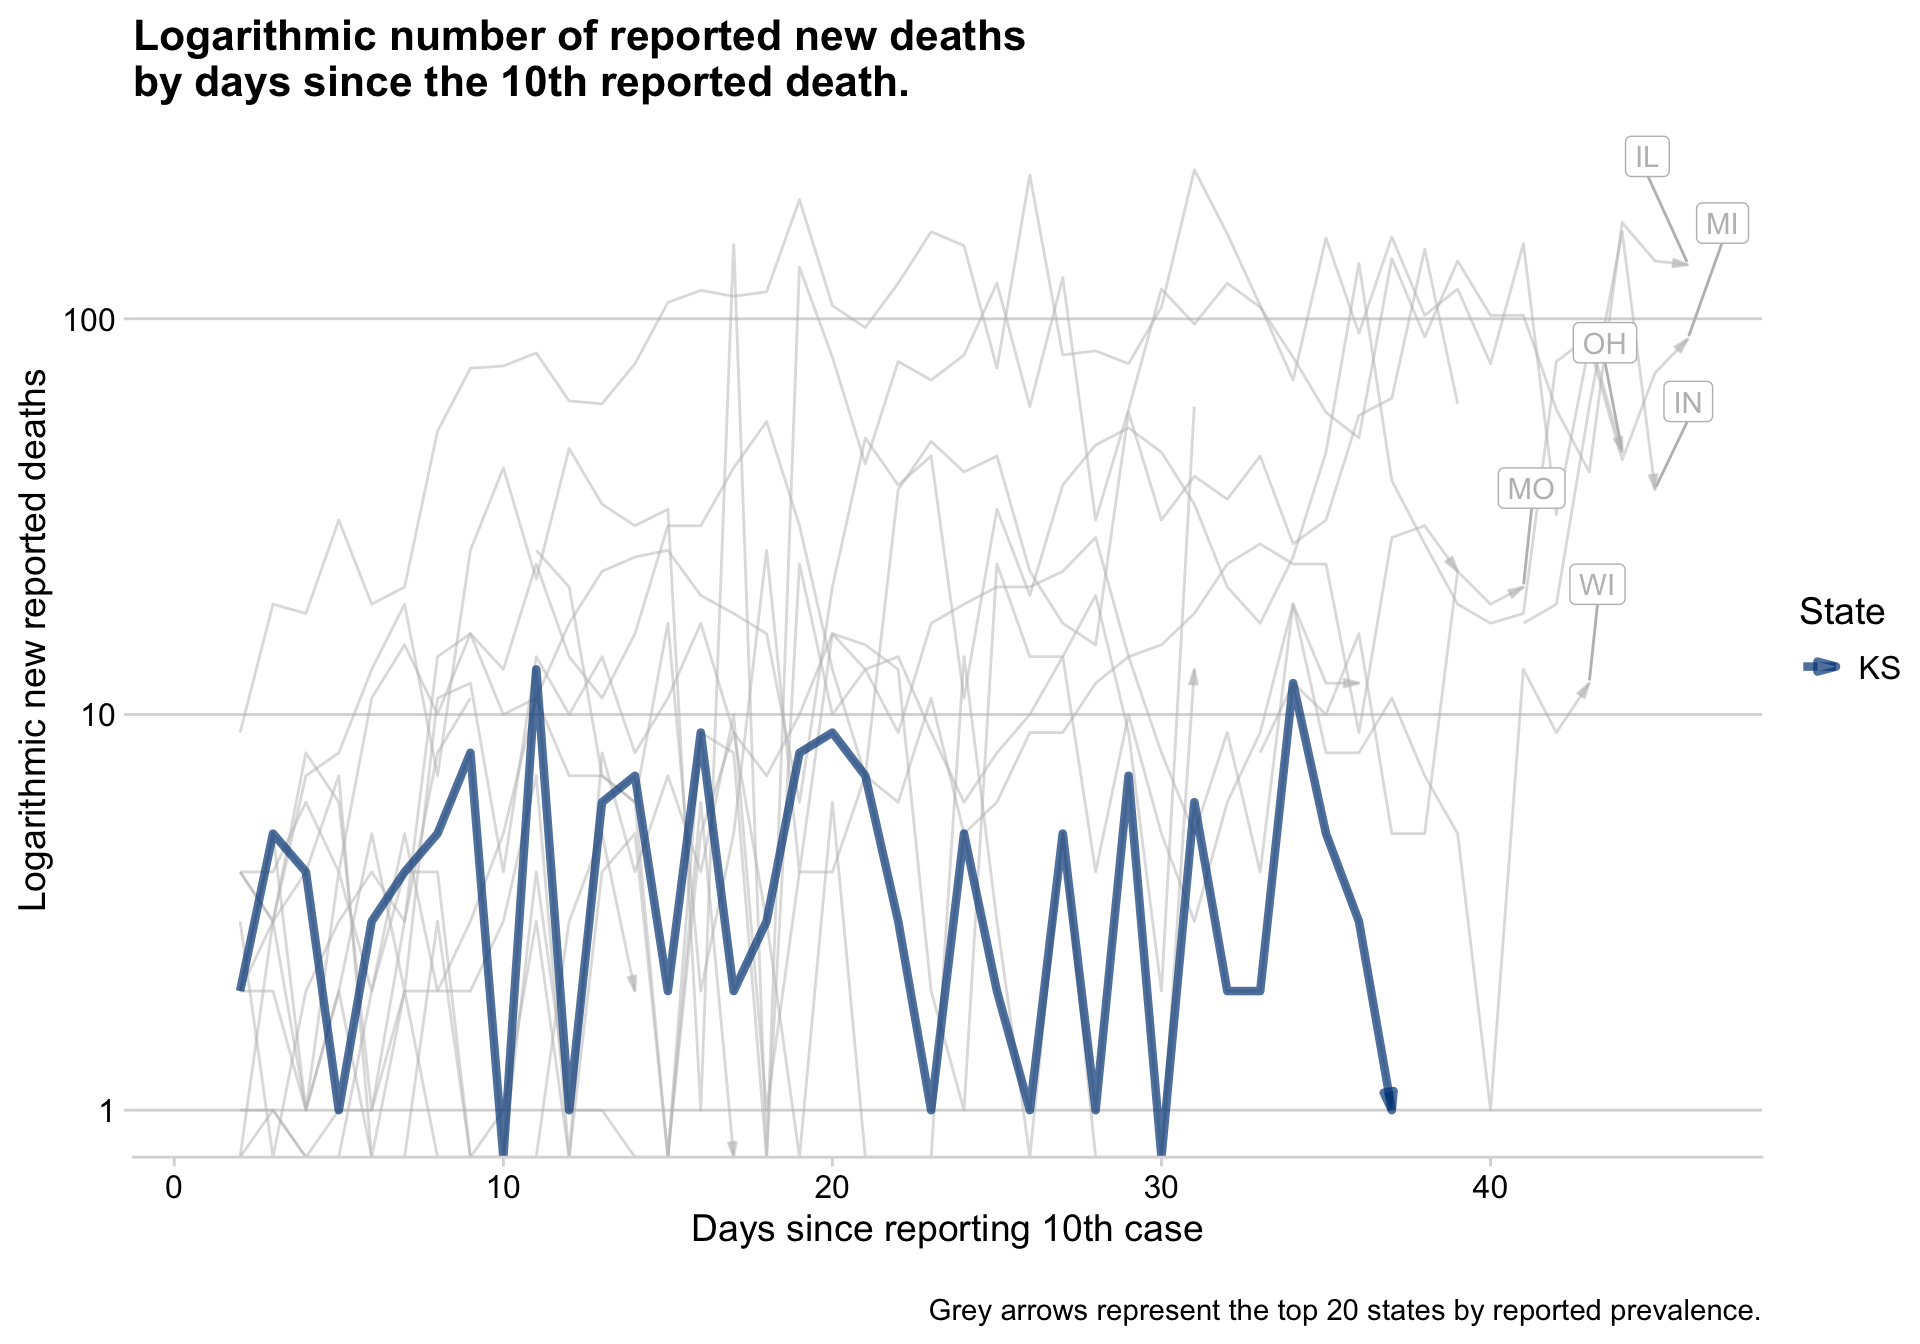 Logarithmic number of reported new deaths
by days since the 10th reported death.
IL
MI
100
OH
IN
MO
WI
State
KS
10
1
Logarithmic new reported deaths
0 10 20 30 40
Days since reporting 10th case
Grey arrows represent the top 20 states by reported prevalence.